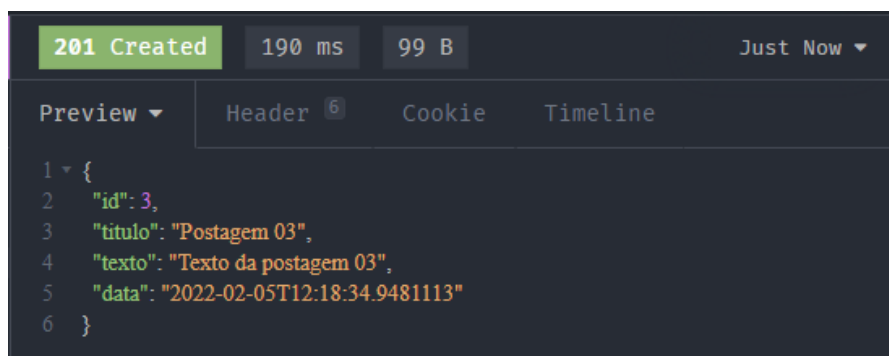 201 Created 190 ms 99 B Just Now
Preview Header 6 Cookie Timeline
1 {
2 "id": 3,
3 "titulo": "Postagem 03",
4 "texto": "Texto da postagem 03",
5 "data": "2022-02-05T12:18:34.9481113"
6 }